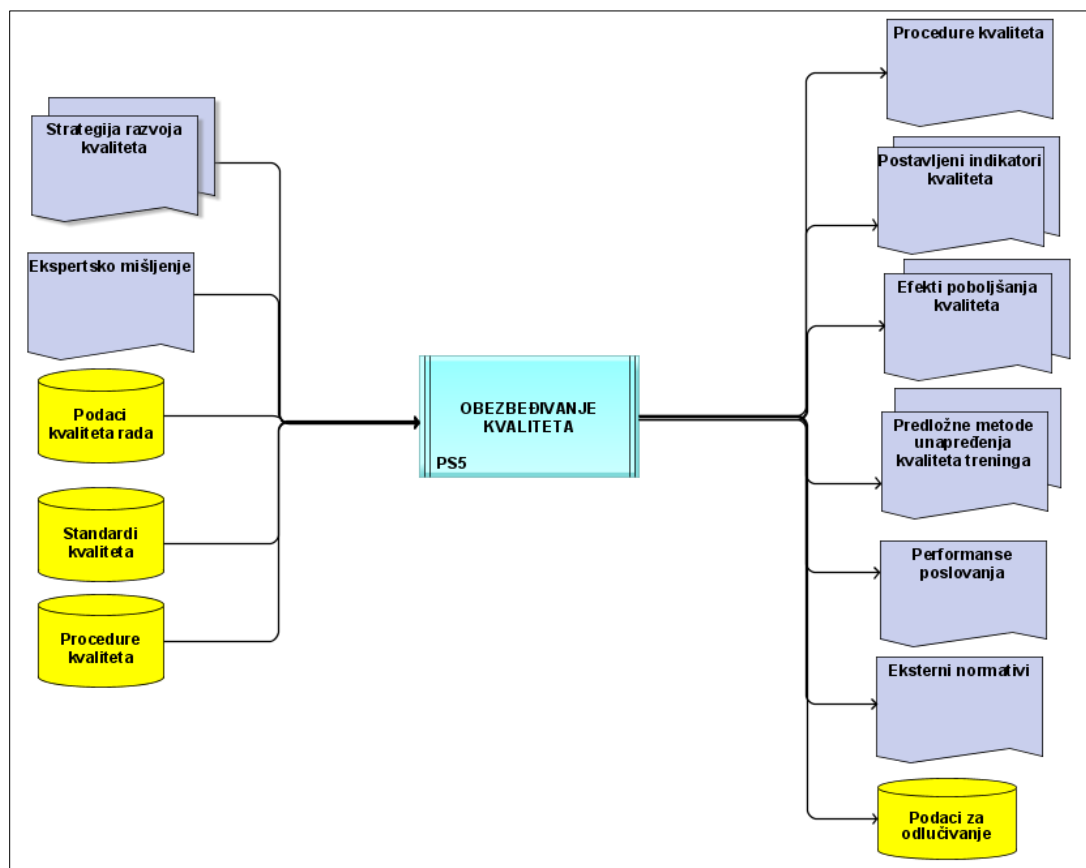 Strategija razvoja
kvaliteta
Ekspertsko mišljenje
Podaci
kvaliteta rada
Standardi
kvaliteta
Procedure
kvaliteta
OBEZBEĐIVANJE
KVALITETA
PS5
Procedure kvaliteta
Postavljeni indikatori
kvaliteta
Efekti poboljšanja
kvaliteta
Predložne metode
unapređenja
kvaliteta treninga
Performanse
poslovanja
Eksterni normativi
Podaci za
odlučivanje